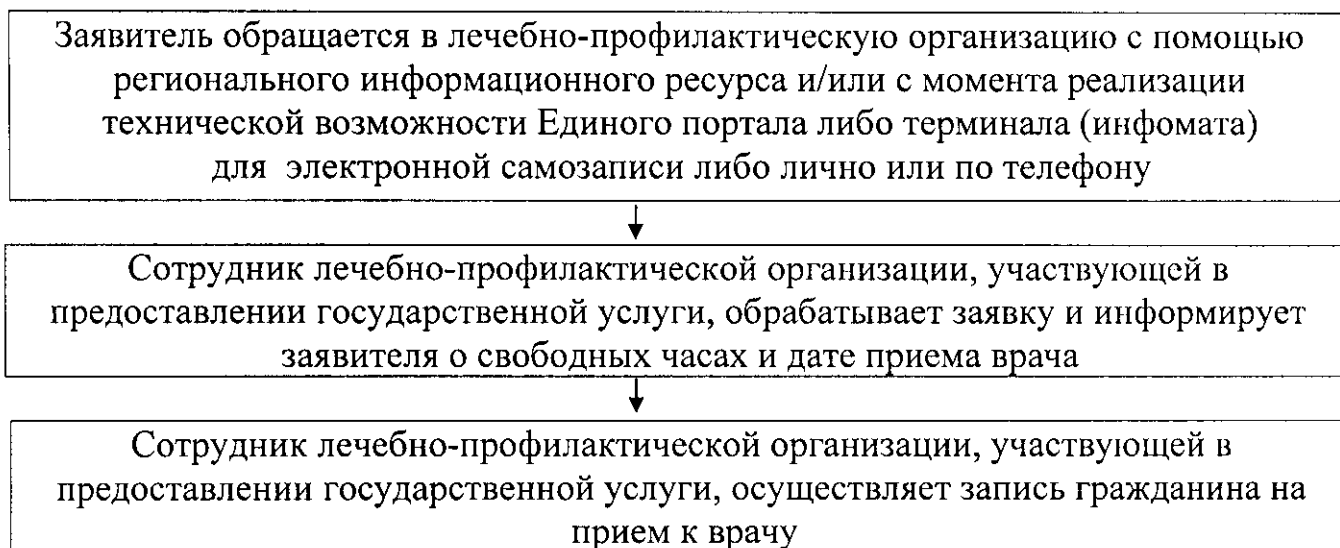 Заявитель обращается в лечебно-профилактическую организацию с помощью
регионального информационного ресурса и/или с момента реализации
технической возможности Единого портала либо терминала (инфомата)
для электронной самозаписи либо лично или по телефону
Сотрудник лечебно-профилактической организации, участвующей в
предоставлении государственной услуги, обрабатывает заявку и информирует
заявителя о свободных часах и дате приема врача
Сотрудник лечебно-профилактической организации, участвующей в
предоставлении государственной услуги, осуществляет запись гражданина на
прием к врачу